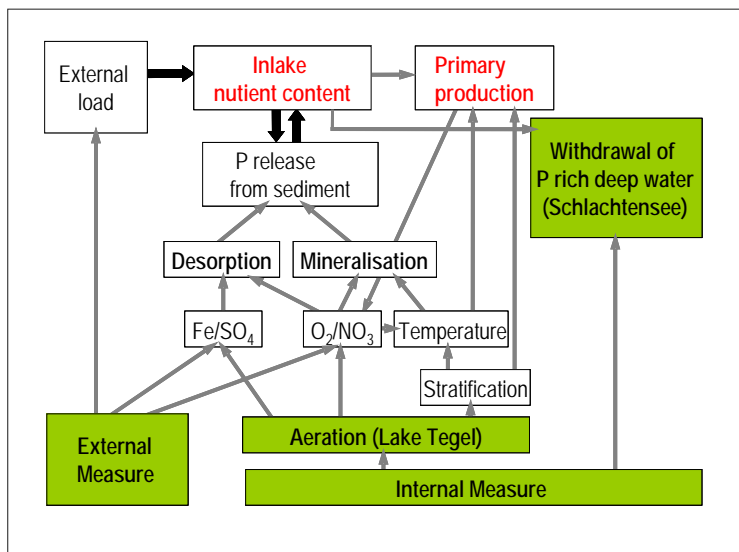 External
load
Inlake
nutient content
Primary
production
Withdrawal of
P rich deep water
(Schlachtensee)
P release
from sediment
Desorption
Mineralisation
Fe/SO₄
O₂/NO₃
Temperature
Stratification
External
Measure
Aeration (Lake Tegel)
Internal Measure